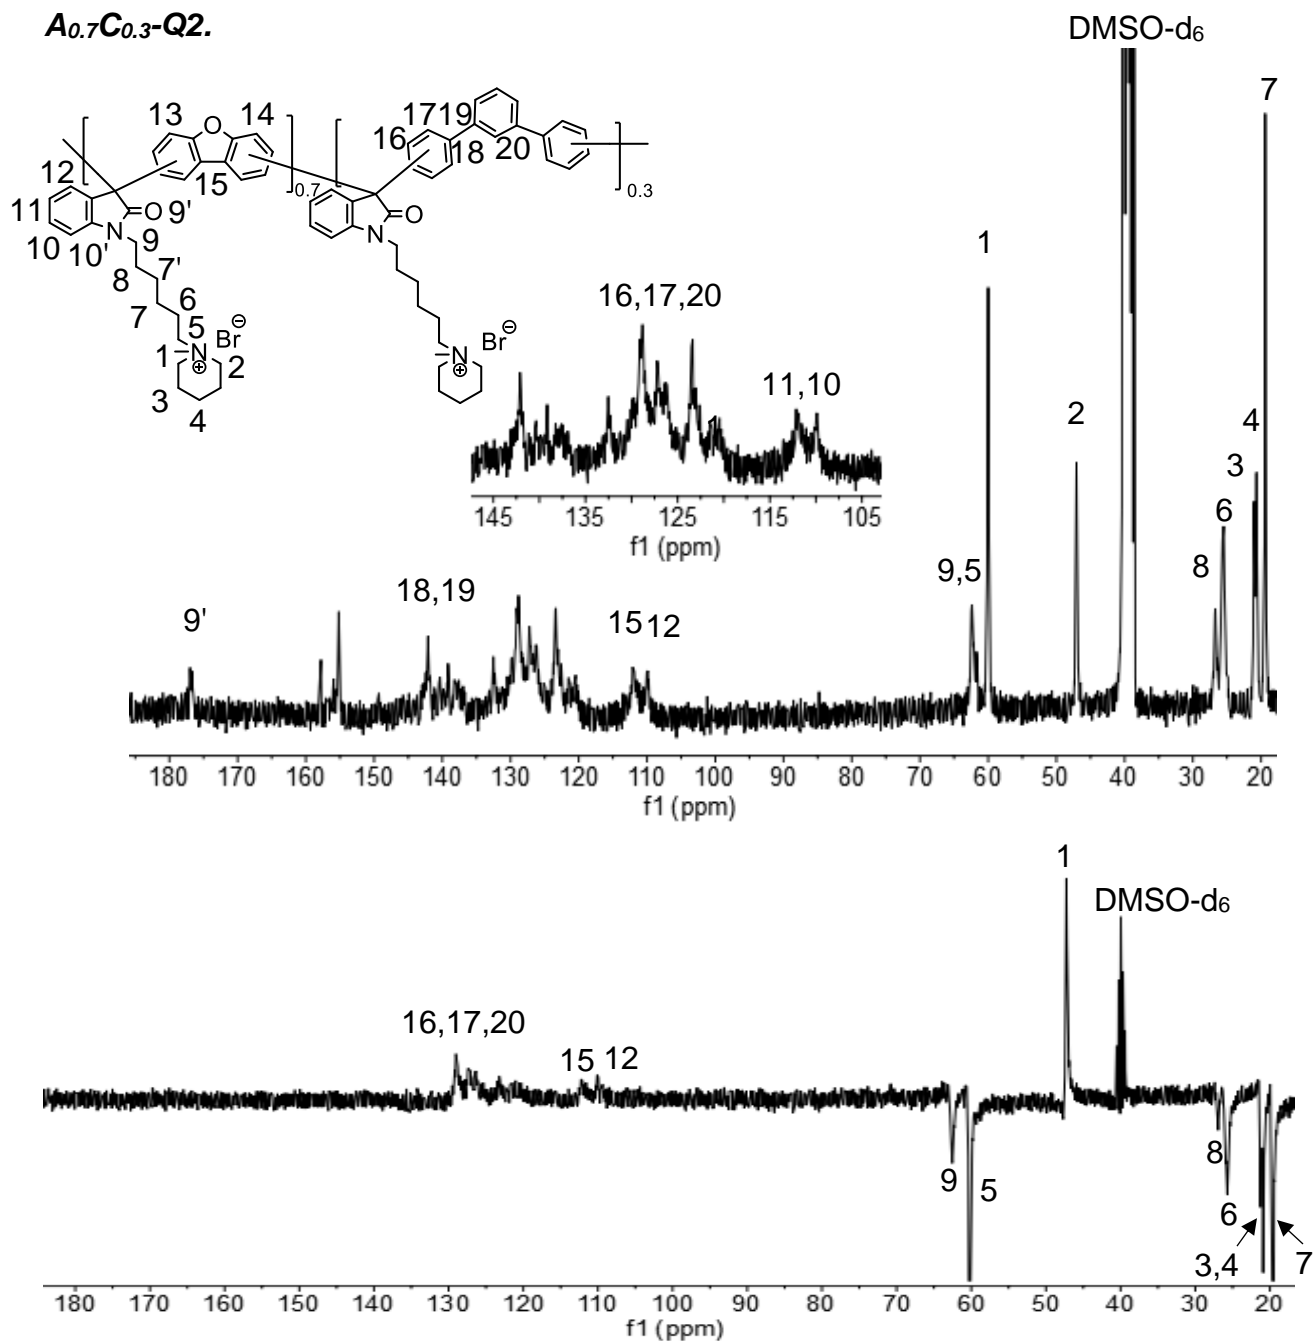 A0.7C0.3-Q2.
DMSO-d6
7
13 O 14
1719
16
18 20
12
15
0.7
0.3
11 O 9' O
N N
10 10' 9
8 7'
6
7 5 Br⊖
1 N 2
⊕
3
4
Br⊖
N
⊕
1
16,17,20
11,10
2
4
3
6
145 135 125 115 105
f1 (ppm)
9,5
8
18,19
9'
15 12
180 170 160 150 140 130 120 110 100 90 80 70 60 50 40 30 20
f1 (ppm)
1
DMSO-d6
16,17,20
15 12
8
9 5
6
3,4 7
180 170 160 150 140 130 120 110 100 90 80 70 60 50 40 30 20
f1 (ppm)